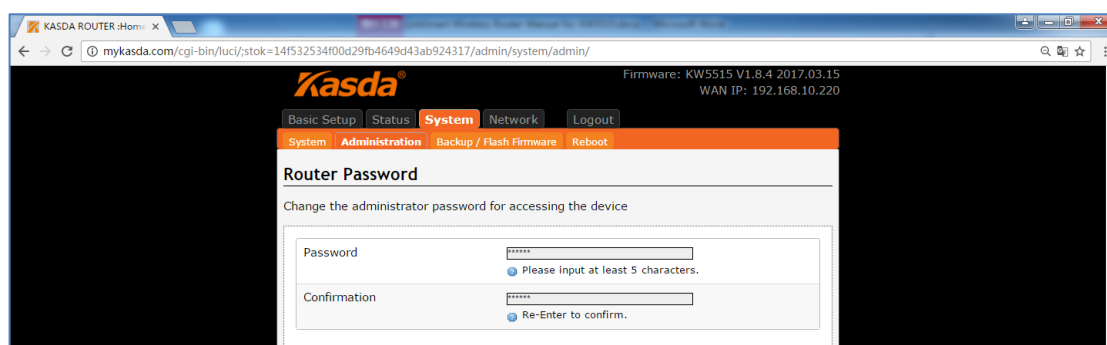 KASDA ROUTER :Home
mykasda.com/cgi-bin/luci/;stok=14f532534f00d29fb4649d43ab924317/admin/system/admin/
Kasda®
Firmware: KW5515 V1.8.4 2017.03.15
WAN IP: 192.168.10.220
Basic Setup Status System Network Logout
System Administration Backup / Flash Firmware Reboot
Router Password
Change the administrator password for accessing the device
Password ******
Please input at least 5 characters.
Confirmation ******
Re-Enter to confirm.